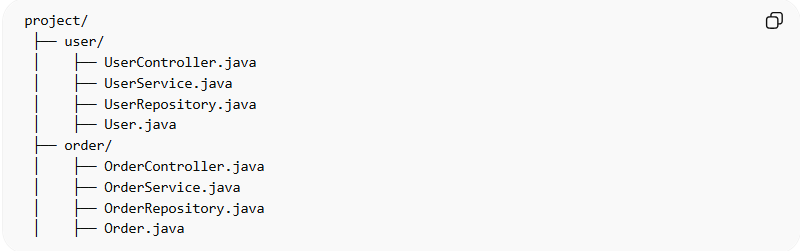 project/
├── user/
│   ├── UserController.java
│   ├── UserService.java
│   ├── UserRepository.java
│   ├── User.java
├── order/
│   ├── OrderController.java
│   ├── OrderService.java
│   ├── OrderRepository.java
│   ├── Order.java